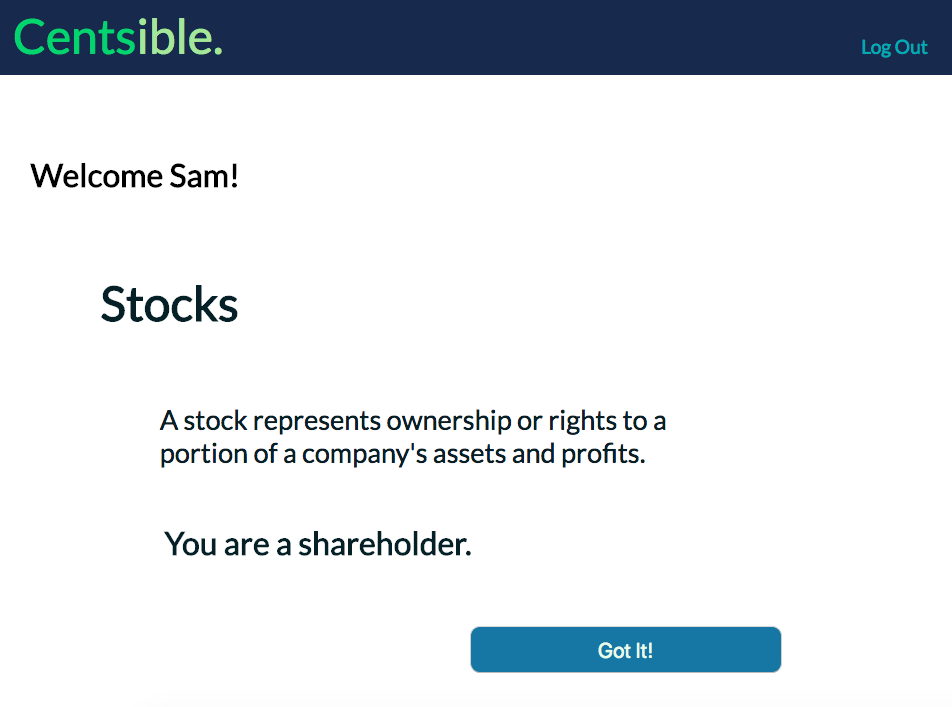 Centsible.
Log Out
Welcome Sam!
Stocks
A stock represents ownership or rights to a
portion of a company's assets and profits.
You are a shareholder.
Got It!